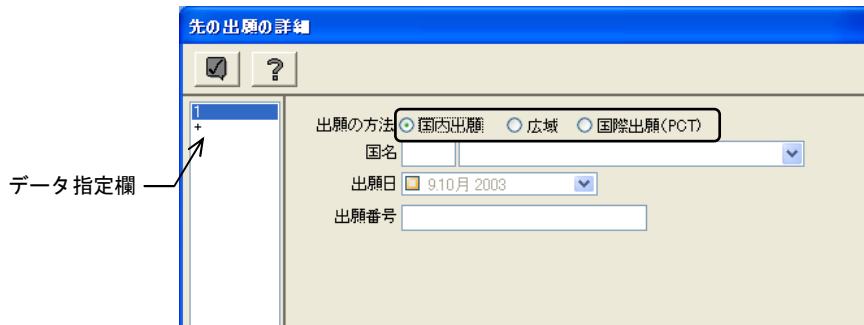 先の出願の詳細
?
1
+
出願の方法 国内出願 広域 国際出願(PCT)
国名
データ指定欄
出願日 9.10月 2003
出願番号